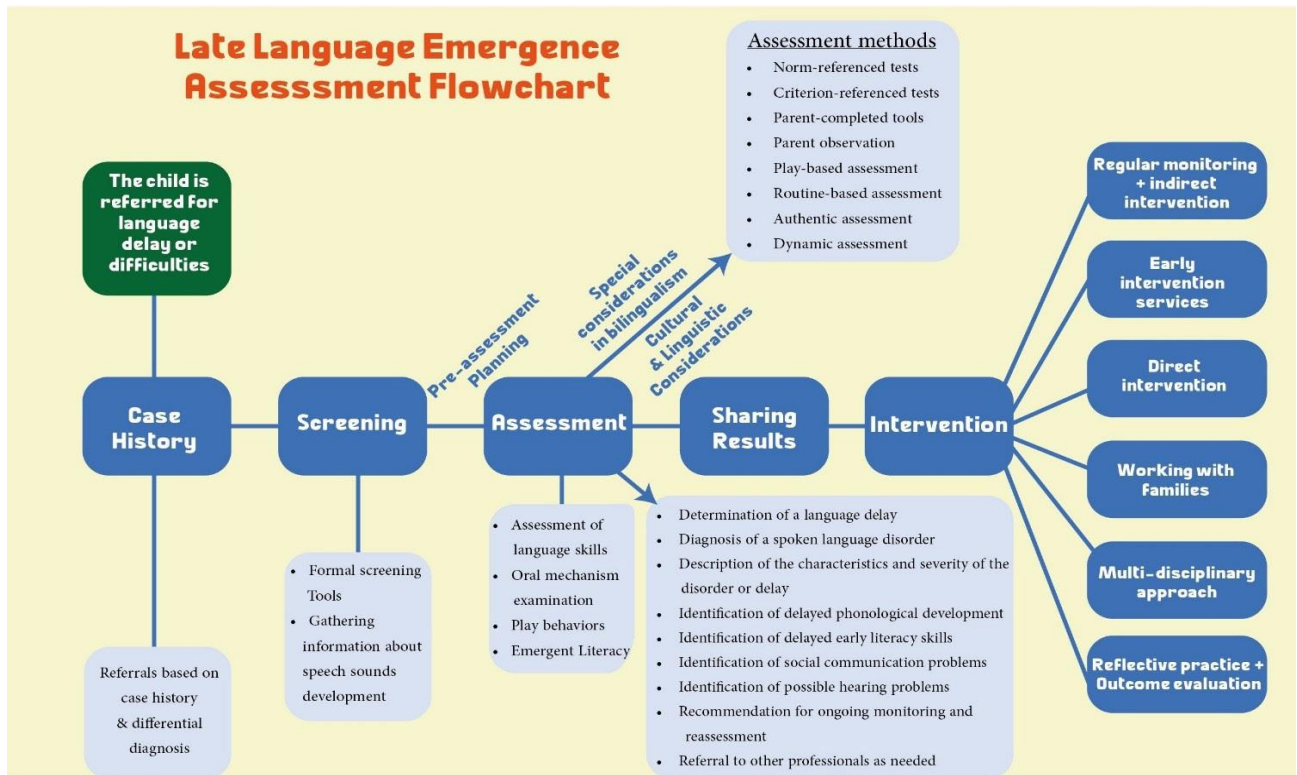 Late Language Emergence
Assesssment Flowchart
The child is
referred for
language
delay or
difficulties
Case
History
Referrals based on
case history
& differential
diagnosis
Screening
• Formal screening
Tools
• Gathering
information about
speech sounds
development
Pre-assessment
Planning
Assessment
• Assessment of
language skills
• Oral mechanism
examination
• Play behaviors
• Emergent Literacy
Special
considerations
in bilingualism
Cultural
& Linguistic
Considerations
Assessment methods
• Norm-referenced tests
• Criterion-referenced tests
• Parent-completed tools
• Parent observation
• Play-based assessment
• Routine-based assessment
• Authentic assessment
• Dynamic assessment
• Determination of a language delay
• Diagnosis of a spoken language disorder
• Description of the characteristics and severity of the
disorder or delay
• Identification of delayed phonological development
• Identification of delayed early literacy skills
• Identification of social communication problems
• Identification of possible hearing problems
• Recommendation for ongoing monitoring and
reassessment
• Referral to other professionals as needed
Sharing
Results
Intervention
Regular monitoring
+ indirect
intervention
Early
intervention
services
Direct
intervention
Working with
families
Multi-disciplinary
approach
Reflective practice +
Outcome evaluation